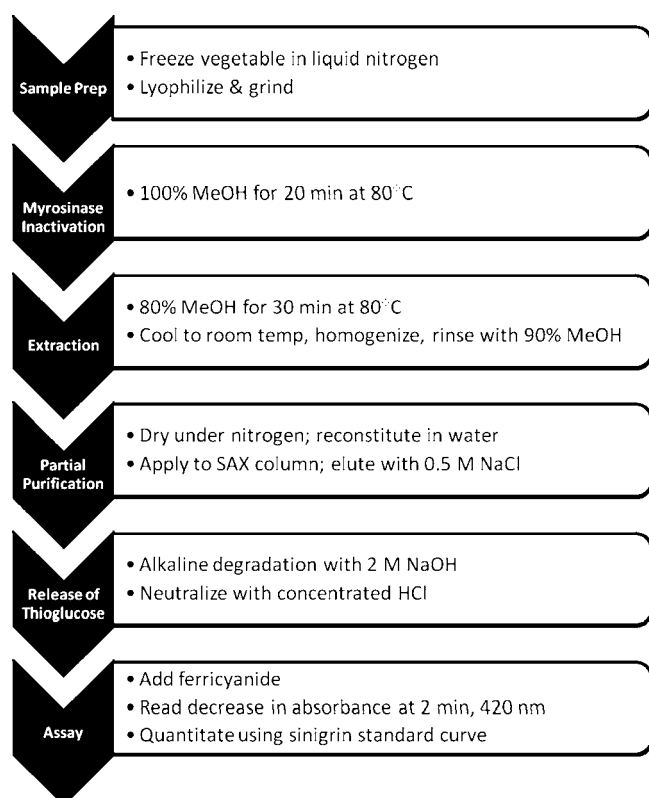 Sample Prep
• Freeze vegetable in liquid nitrogen
• Lyophilize & grind
Myrosinase
Inactivation
• 100% MeOH for 20 min at 80°C
Extraction
• 80% MeOH for 30 min at 80°C
• Cool to room temp, homogenize, rinse with 90% MeOH
Partial
Purification
• Dry under nitrogen; reconstitute in water
• Apply to SAX column; elute with 0.5 M NaCl
Release of
Thioglucose
• Alkaline degradation with 2 M NaOH
• Neutralize with concentrated HCl
Assay
• Add ferricyanide
• Read decrease in absorbance at 2 min, 420 nm
• Quantitate using sinigrin standard curve